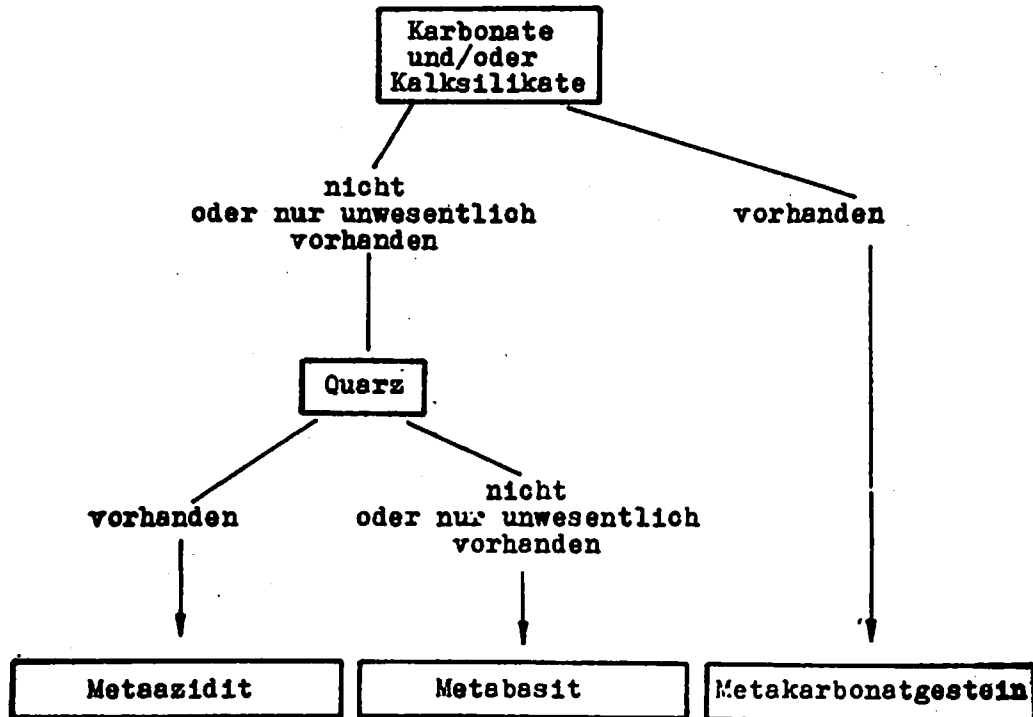 Karbonate
und/oder
Kalksilikate
nicht
oder nur unwesentlich
vorhanden
vorhanden
Quarz
vorhanden
nicht
oder nur unwesentlich
vorhanden
Metaazidit
Metabasit
Metakarbonatgestein